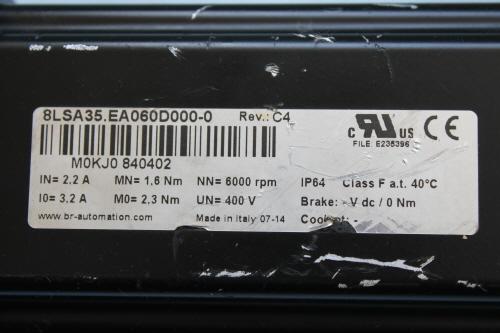 8LSA35.EA060D000-0 Rev.: C4
M0KJ0 840402
c RU us CE
FILE: E235396
IN= 2,2 A MN= 1,6 Nm NN= 6000 rpm IP64 Class F a.t. 40°C
I0= 3.2 A M0= 2.3 Nm UN= 400 V Brake: -V dc / 0 Nm
www.br-automation.com Made in Italy 07-14 Coolant: -